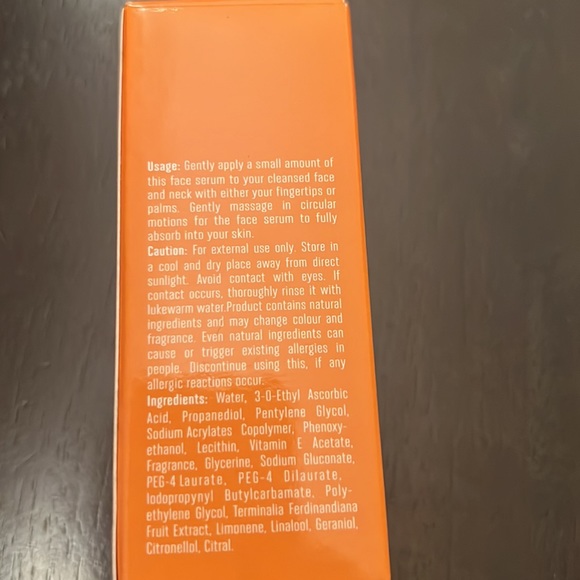 Usage: Gently apply a small amount of
this face serum to your cleansed face
and neck with either your fingertips or
palms. Gently massage in circular
motions for the face serum to fully
absorb into your skin.
Caution: For external use only. Store in
a cool and dry place away from direct
sunlight. Avoid contact with eyes. If
contact occurs, thoroughly rinse it with
lukewarm water.Product contains natural
ingredients and may change colour and
fragrance. Even natural ingredients can
cause or trigger existing allergies in
people. Discontinue using this, if any
allergic reactions occur.
Ingredients: Water, 3-O-Ethyl Ascorbic
Acid, Propanediol, Pentylene Glycol,
Sodium Acrylates Copolymer, Phenoxy-
ethanol, Lecithin, Vitamin E Acetate,
Fragrance, Glycerine, Sodium Gluconate,
PEG-4 Laurate, PEG-4 Dilaurate,
Iodopropynyl Butylcarbamate, Poly-
ethylene Glycol, Terminalia Ferdinandiana
Fruit Extract, Limonene, Linalool, Geraniol,
Citronellol, Citral.